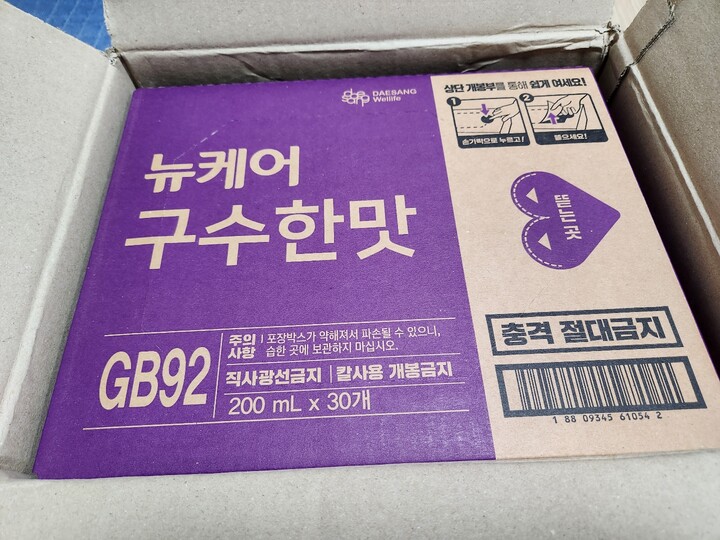 DAESANG
Wellife
뉴케어
구수한맛
GB92
주의
사항
포장박스가 약해져서 파손될 수 있으니,
습한 곳에 보관하지 마십시오.
직사광선금지 | 칼사용 개봉금지
200 mL x 30개
상단 개봉부를 통해 쉽게 여세요!
1
손가락으로 누르고!
2
뜯으세요!
뜯는 곳
충격 절대금지
1 88 09345 61054 2